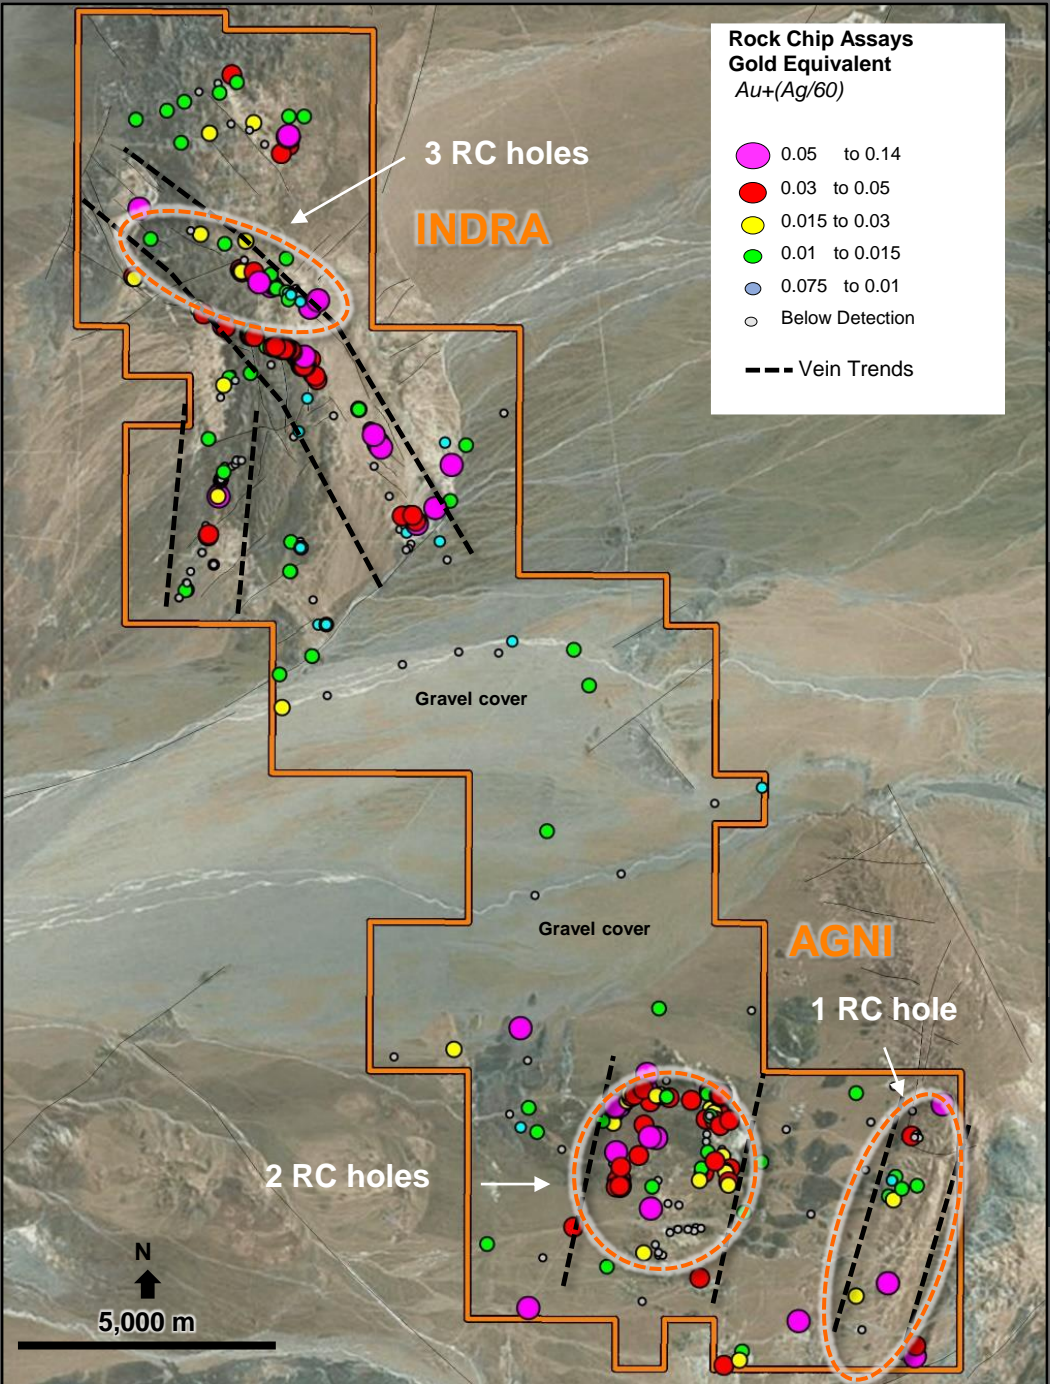 Rock Chip Assays
Gold Equivalent
Au+(Ag/60)
0.05 to 0.14
0.03 to 0.05
0.015 to 0.03
0.01 to 0.015
0.075 to 0.01
Below Detection
Vein Trends
3 RC holes
INDRA
Gravel cover
Gravel cover
AGNI
1 RC hole
2 RC holes
N
5,000 m